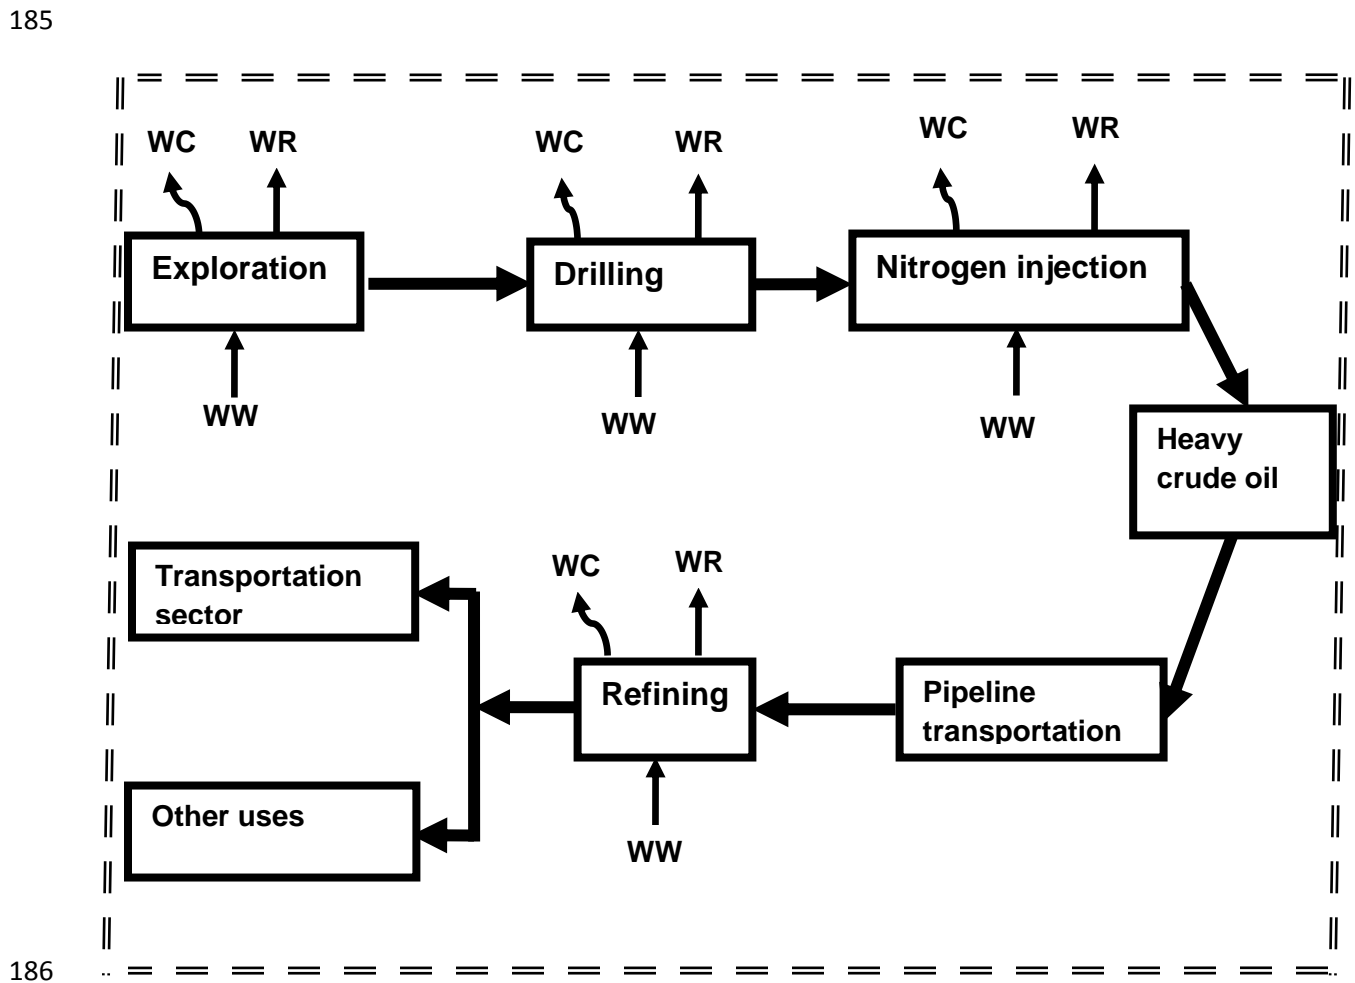 185
WC WR WC WR WC WR
Exploration Drilling Nitrogen injection
WW WW WW
Heavy
crude oil
Transportation
sector
WC WR
Refining
Pipeline
transportation
Other uses
WW
186